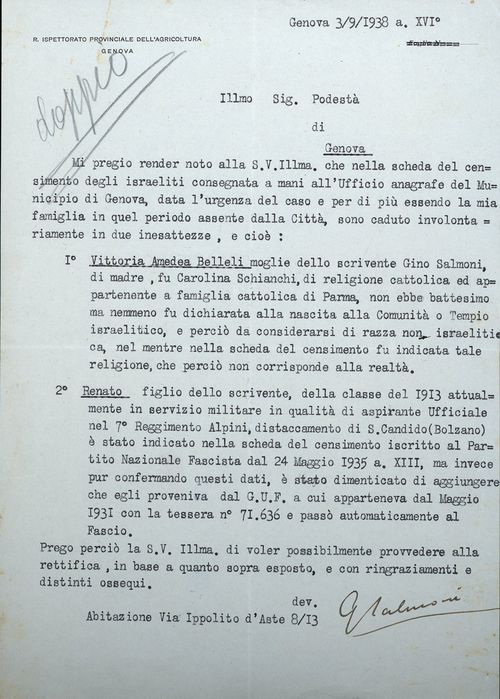 Genova 3/9/1938 a. XVI°
R. ISPETTORATO PROVINCIALE DELL'AGRICOLTURA
GENOVA
doppio
Illmo Sig. Podestà
di
Genova
Mi pregio render noto alla S.V.Illma. che nella scheda del cen=
simento degli israeliti consegnata a mani all'Ufficio anagrafe del Mu=
nicipio di Genova, data l'urgenza del caso e per di più essendo la mia
famiglia in quel periodo assente dalla Città, sono caduto involonta =
riamente in due inesattezze , e cioè :
I° Vittoria Amedea Belleli moglie dello scrivente Gino Salmoni,
di madre , fu Carolina Schianchi, di religione cattolica ed ap=
partenente a famiglia cattolica di Parma, non ebbe battesimo
ma nemmeno fu dichiarata alla nascita alla Comunità o Tempio
israelitico, e perciò da considerarsi di razza non israeliti
ca, nel mentre nella scheda del censimento fu indicata tale
religione, che perciò non corrisponde alla realtà.
2° Renato figlio dello scrivente, della classe del I9I3 attual=
mente in servizio militare in qualità di aspirante Ufficiale
nel 7° Reggimento Alpini, distaccamento di S.Candido(Bolzano)
è stato indicato nella scheda del censimento iscritto al Par=
tito Nazionale Fascista dal 24 Maggio I935 a. XIII, ma invece
pur confermando questi dati, è stato dimenticato di aggiungere
che egli proveniva dal G.U.F. a cui apparteneva dal Maggio
I93I con la tessera n° 7I.636 e passò automaticamente al
Fascio.
Prego perciò la S.V. Illma. di voler possibilmente provvedere alla
rettifica , in base a quanto sopra esposto, e con ringraziamenti e
distinti ossequi.
dev.
GSalmoni
Abitazione Via Ippolito d'Aste 8/I3